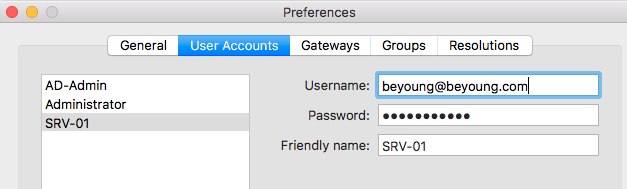 Preferences
General User Accounts Gateways Groups Resolutions
AD-Admin
Administrator
SRV-01
Username: beyoung@beyoung.com
Password: ●●●●●●●●●●●
Friendly name: SRV-01